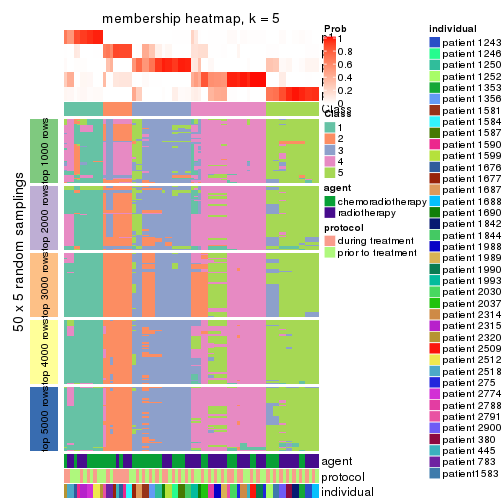 membership heatmap, k = 5
Prob
1
0.8
0.6
0.4
0.2
0
Class
Class
1
2
3
4
5
agent
chemoradiotherapy
radiotherapy
protocol
during treatment
prior to treatment
50 x 5 random samplings
top 1000 rows
top 2000 rows
top 3000 rows
top 4000 rows
top 5000 rows
agent
protocol
individual
individual
patient 1243
patient 1246
patient 1250
patient 1252
patient 1353
patient 1356
patient 1581
patient 1584
patient 1587
patient 1590
patient 1599
patient 1676
patient 1677
patient 1687
patient 1688
patient 1690
patient 1842
patient 1844
patient 1988
patient 1989
patient 1990
patient 1993
patient 2030
patient 2037
patient 2314
patient 2315
patient 2320
patient 2509
patient 2512
patient 2518
patient 275
patient 2774
patient 2788
patient 2791
patient 2900
patient 380
patient 445
patient 783
patient1583